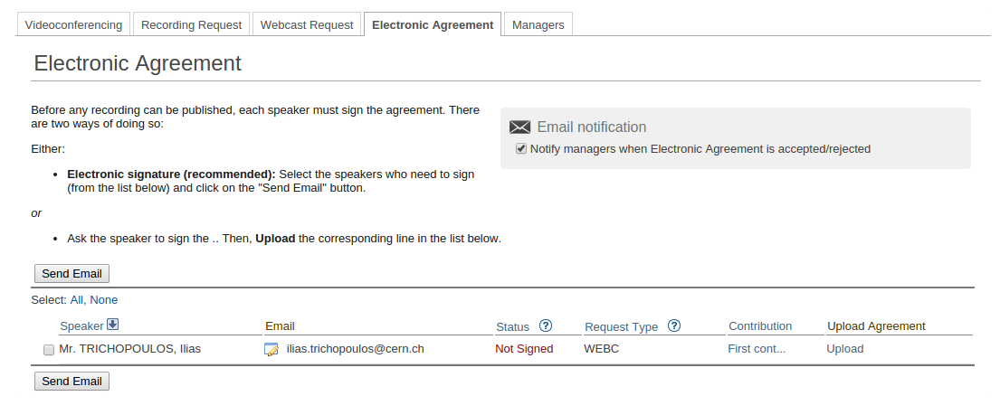 Videoconferencing Recording Request Webcast Request Electronic Agreement Managers
Electronic Agreement
Before any recording can be published, each speaker must sign the agreement. There
are two ways of doing so:
Either:
• Electronic signature (recommended): Select the speakers who need to sign
(from the list below) and click on the "Send Email" button.
or
• Ask the speaker to sign the .. Then, Upload the corresponding line in the list below.
Email notification
Notify managers when Electronic Agreement is accepted/rejected
Send Email
Select: All, None
Speaker Email Status ? Request Type ? Contribution Upload Agreement
Mr. TRICHOPOULOS, Ilias ilias.trichopoulos@cern.ch Not Signed WEBC First cont... Upload
Send Email